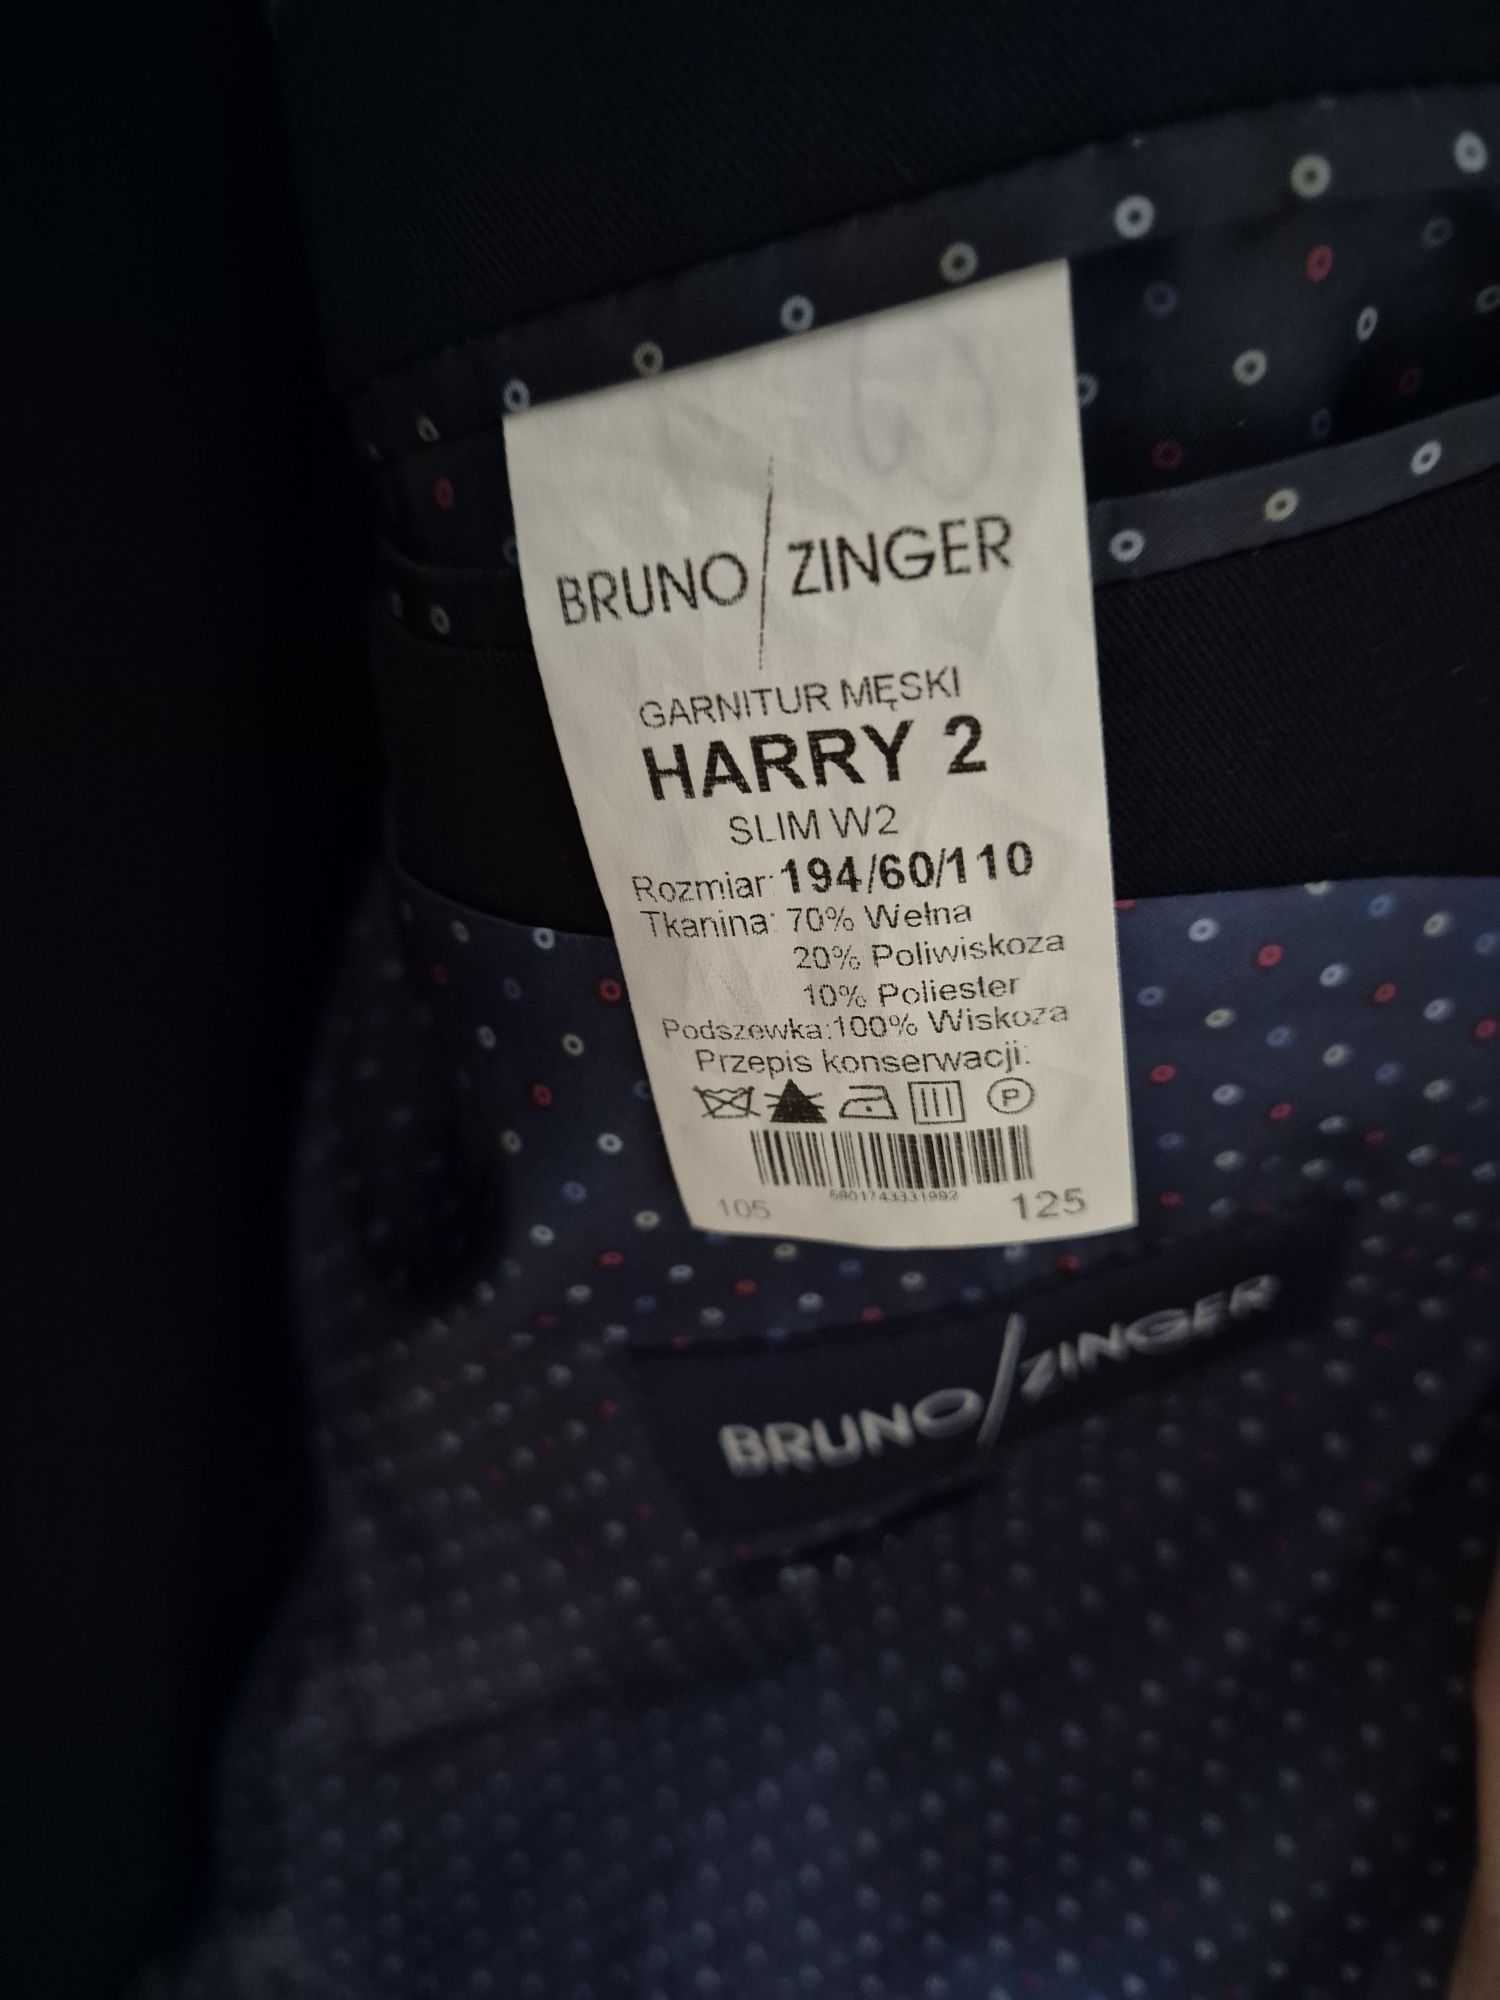 BRUNO/ZINGER
GARNITUR MĘSKI
HARRY 2
SLIM W2
Rozmiar: 194/60/110
Tkanina: 70% Wełna
20% Poliwiskoza
10% Poliester
Podszewka:100% Wiskoza
Przepis konserwacji:
P
5901743331992
105 125
BRUNO/ZINGER